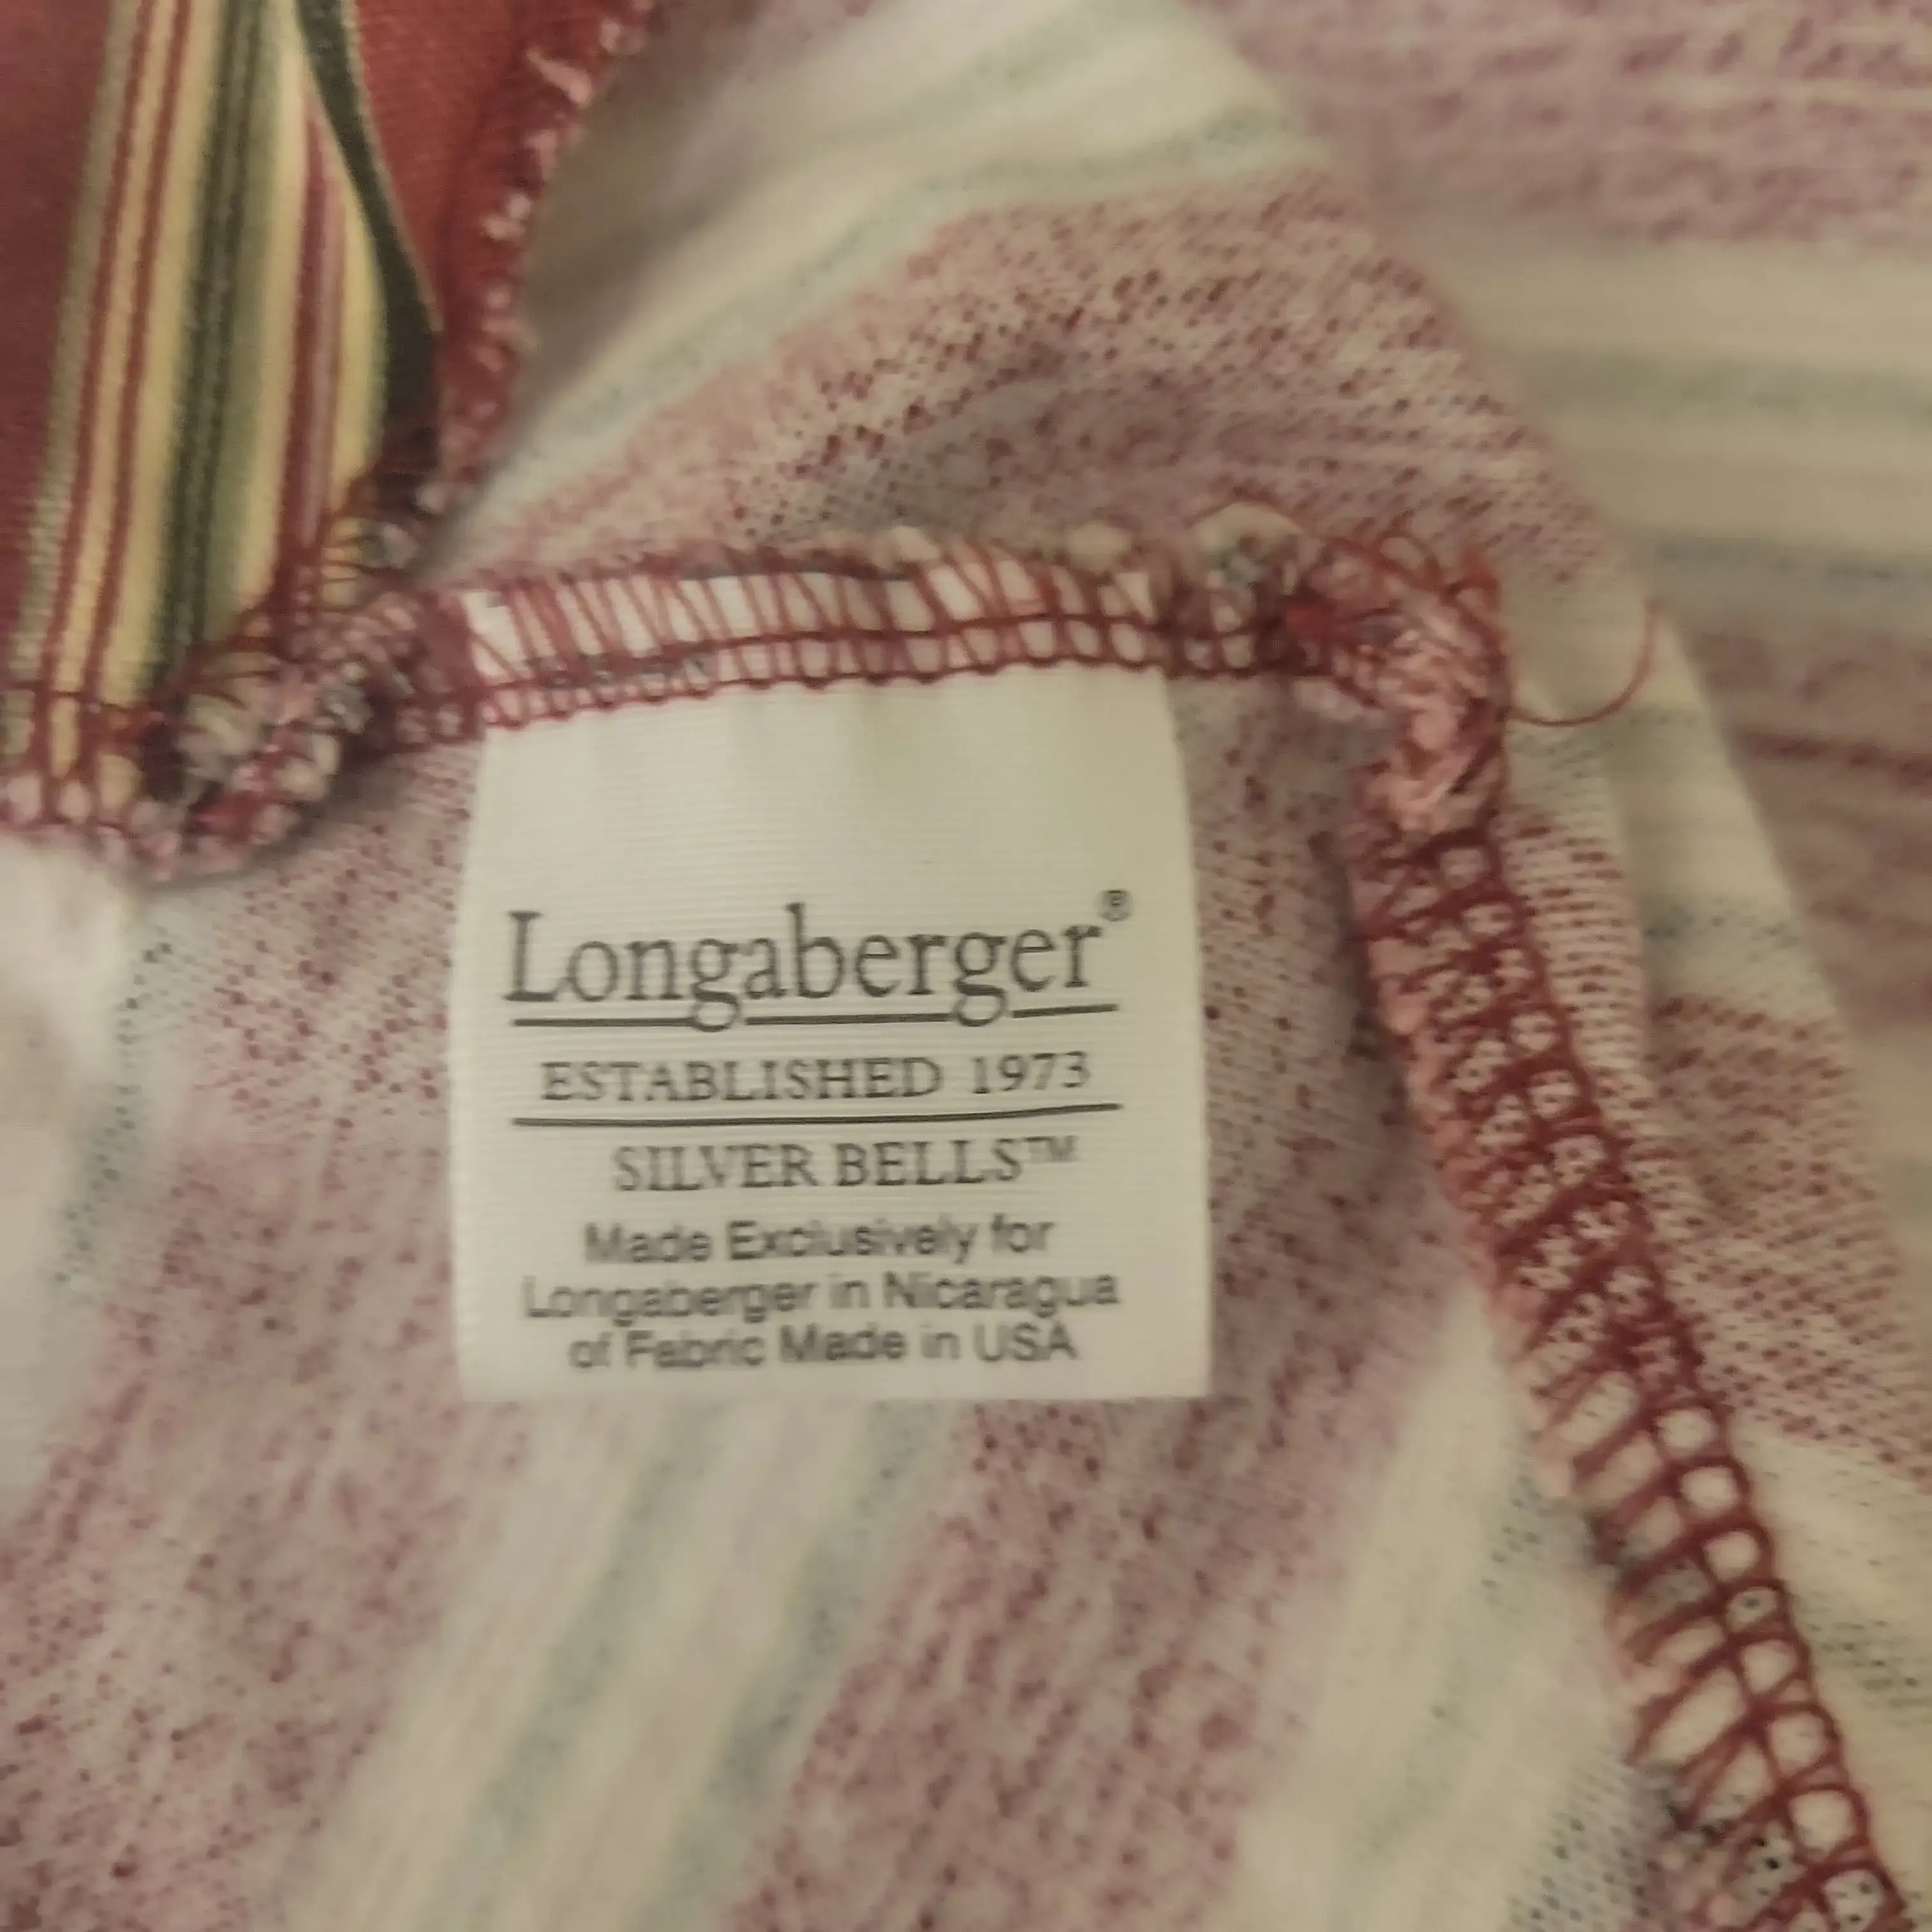 Longaberger®
ESTABLISHED 1973
SILVER BELLS™
Made Exclusively for
Longaberger in Nicaragua
of Fabric Made in USA